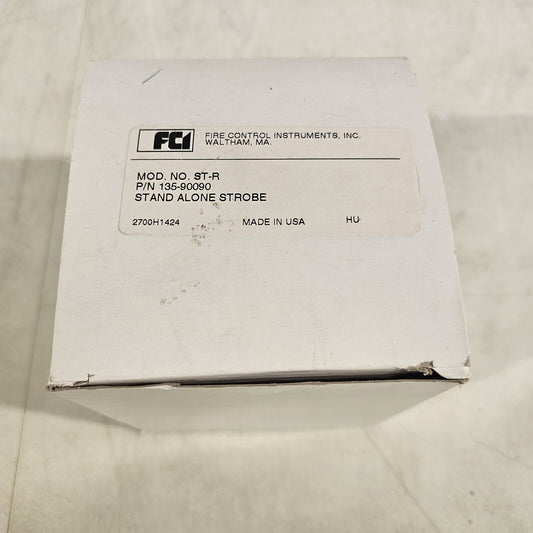 FCI
FIRE CONTROL INSTRUMENTS, INC.
WALTHAM, MA.
MOD. NO. ST-R
P/N 135-90090
STAND ALONE STROBE
2700H1424 MADE IN USA HU